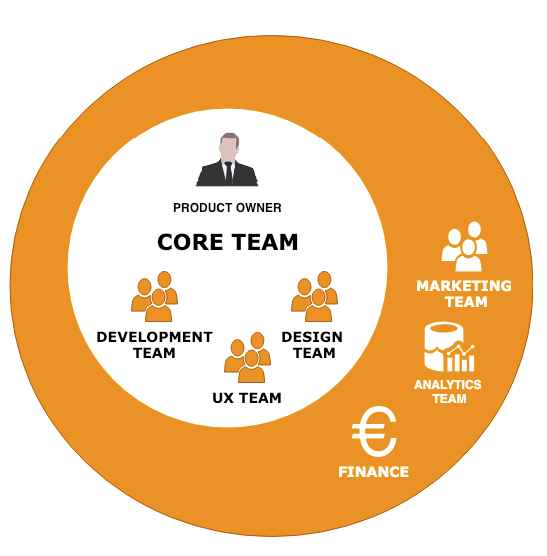 PRODUCT OWNER
CORE TEAM
DEVELOPMENT
TEAM
DESIGN
TEAM
UX TEAM
MARKETING
TEAM
ANALYTICS
TEAM
€
FINANCE